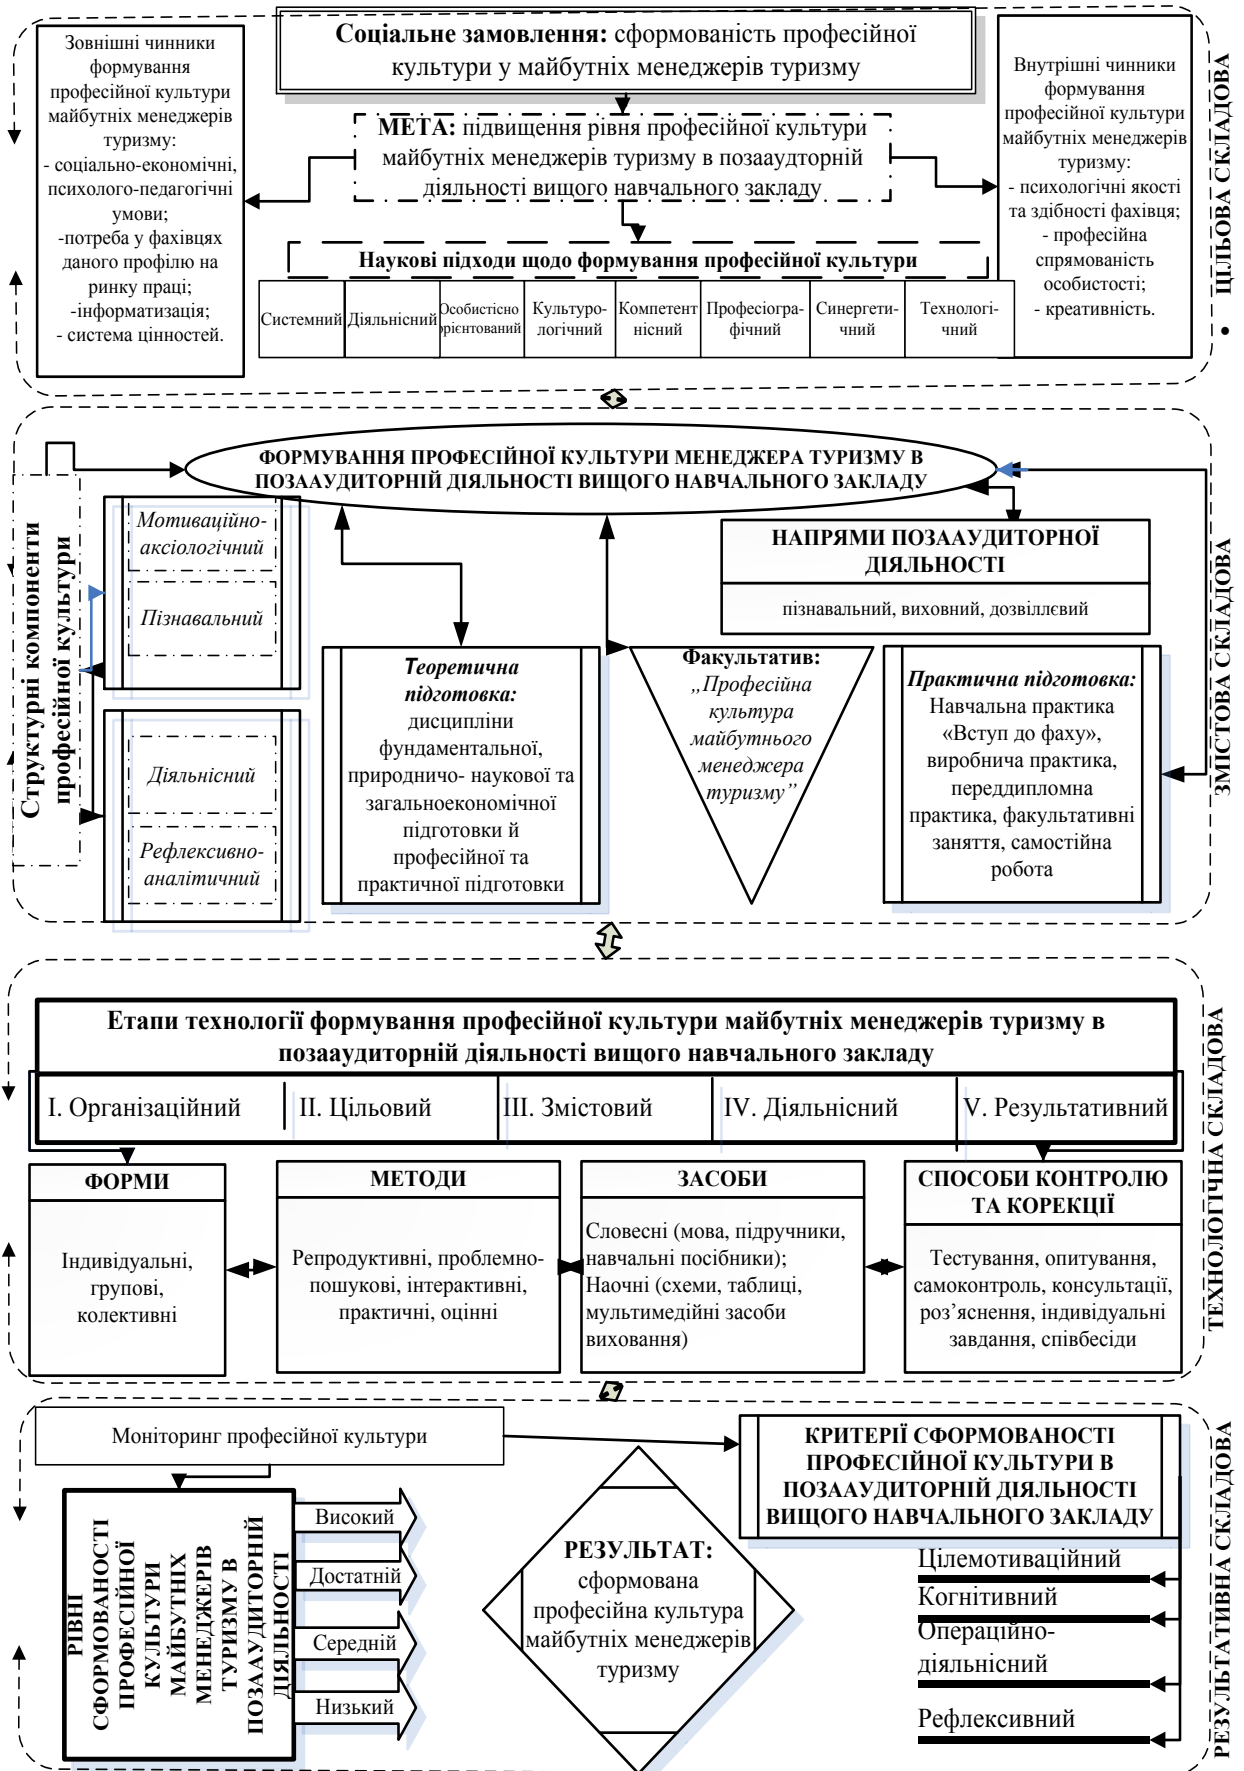 Соціальне замовлення: сформованість професійної
культури у майбутніх менеджерів туризму
Зовнішні чинники
формування
професійної культури
майбутніх менеджерів
туризму:
- соціально-економічні,
психолого-педагогічні
умови;
-потреба у фахівцях
даного профілю на
ринку праці;
-інформатизація;
- система цінностей.
МЕТА: підвищення рівня професійної культури
майбутніх менеджерів туризму в позааудторній
діяльності вищого навчального закладу
Внутрішні чинники
формування
професійної культури
майбутніх менеджерів
туризму:
- психологічні якості
та здібності фахівця;
- професійна
спрямованість
особистості;
- креативність.
Наукові підходи щодо формування професійної культури
Системний
Діяльнісний
Особистісно
орієнтований
Культуро-
логічний
Компетент
нісний
Професіогра-
фічний
Синергети-
чний
Технологі-
чний
• ЦІЛЬОВА СКЛАДОВА
ФОРМУВАННЯ ПРОФЕСІЙНОЇ КУЛЬТУРИ МЕНЕДЖЕРА ТУРИЗМУ В
ПОЗААУДИТОРНІЙ ДІЯЛЬНОСТІ ВИЩОГО НАВЧАЛЬНОГО ЗАКЛАДУ
Структурні компоненти
професійної культури
Мотиваційно-
аксіологічний
Пізнавальний
Діяльнісний
Рефлексивно-
аналітичний
НАПРЯМИ ПОЗААУДИТОРНОЇ
ДІЯЛЬНОСТІ
пізнавальний, виховний, дозвіллєвий
Теоретична
підготовка:
дисципліни
фундаментальної,
природничо- наукової та
загальноекономічної
підготовки й
професійної та
практичної підготовки
Факультатив:
„Професійна
культура
майбутнього
менеджера
туризму”
Практична підготовка:
Навчальна практика
«Вступ до фаху»,
виробнича практика,
переддипломна
практика, факультативні
заняття, самостійна
робота
ЗМІСТОВА СКЛАДОВА
Етапи технології формування професійної культури майбутніх менеджерів туризму в
позааудиторній діяльності вищого навчального закладу
І. Організаційний
ІІ. Цільовий
ІІІ. Змістовий
IV. Діяльнісний
V. Результативний
ФОРМИ
Індивідуальні,
групові,
колективні
МЕТОДИ
Репродуктивні, проблемно-
пошукові, інтерактивні,
практичні, оцінні
ЗАСОБИ
Словесні (мова, підручники,
навчальні посібники);
Наочні (схеми, таблиці,
мультимедійні засоби
виховання)
СПОСОБИ КОНТРОЛЮ
ТА КОРЕКЦІЇ
Тестування, опитування,
самоконтроль, консультації,
роз’яснення, індивідуальні
завдання, співбесіди
ТЕХНОЛОГІЧНА СКЛАДОВА
Моніторинг професійної культури
РІВНІ
СФОРМОВАНОСТІ
ПРОФЕСІЙНОЇ
КУЛЬТУРИ
МАЙБУТНІХ
МЕНЕДЖЕРІВ
ТУРИЗМУ В
ПОЗААУДИТОРНІЙ
ДІЯЛЬНОСТІ
Високий
Достатній
Середній
Низький
РЕЗУЛЬТАТ:
сформована
професійна культура
майбутніх менеджерів
туризму
КРИТЕРІЇ СФОРМОВАНОСТІ
ПРОФЕСІЙНОЇ КУЛЬТУРИ В
ПОЗААУДИТОРНІЙ ДІЯЛЬНОСТІ
ВИЩОГО НАВЧАЛЬНОГО ЗАКЛАДУ
Цілемотиваційний
Когнітивний
Операційно-
діяльнісний
Рефлексивний
РЕЗУЛЬТАТИВНА СКЛАДОВА